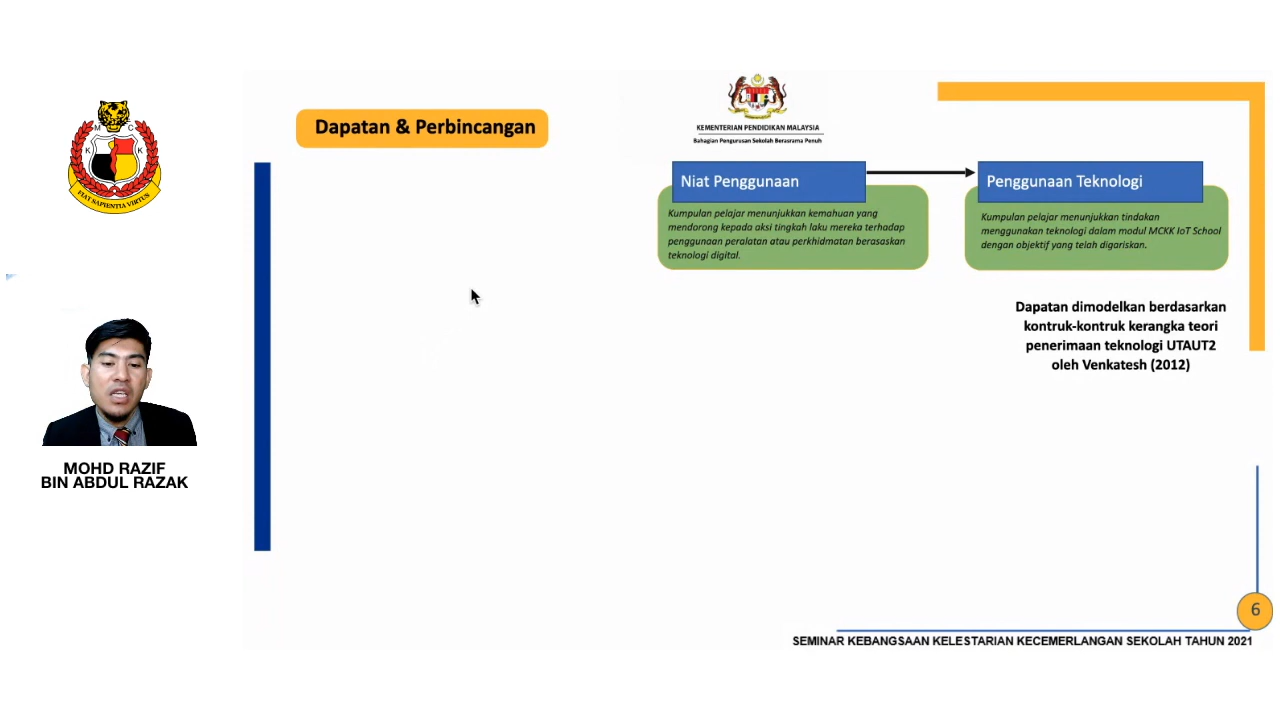 M C
K K
FIAT SAPIENTIA VIRTUS
MOHD RAZIF
BIN ABDUL RAZAK
Dapatan & Perbincangan
KEMENTERIAN PENDIDIKAN MALAYSIA
Bahagian Pengurusan Sekolah Berasrama Penuh
Niat Penggunaan
Kumpulan pelajar menunjukkan kemahuan yang
mendorong kepada aksi tingkah laku mereka terhadap
penggunaan peralatan atau perkhidmatan berasaskan
teknologi digital.
Penggunaan Teknologi
Kumpulan pelajar menunjukkan tindakan
menggunakan teknologi dalam modul MCKK IoT School
dengan objektif yang telah digariskan.
Dapatan dimodelkan berdasarkan
kontruk-kontruk kerangka teori
penerimaan teknologi UTAUT2
oleh Venkatesh (2012)
6
SEMINAR KEBANGSAAN KELESTARIAN KECEMERLANGAN SEKOLAH TAHUN 2021